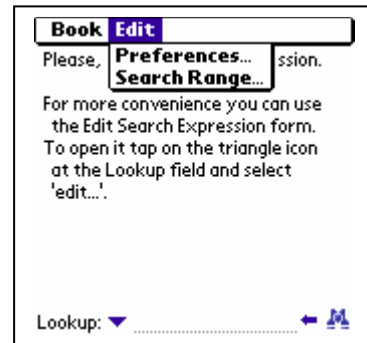 Book Edit
Please, Preferences... ssion.
Search Range...
For more convenience you can use
the Edit Search Expression form.
To open it tap on the triangle icon
at the Lookup field and select
'edit...'.
Lookup: